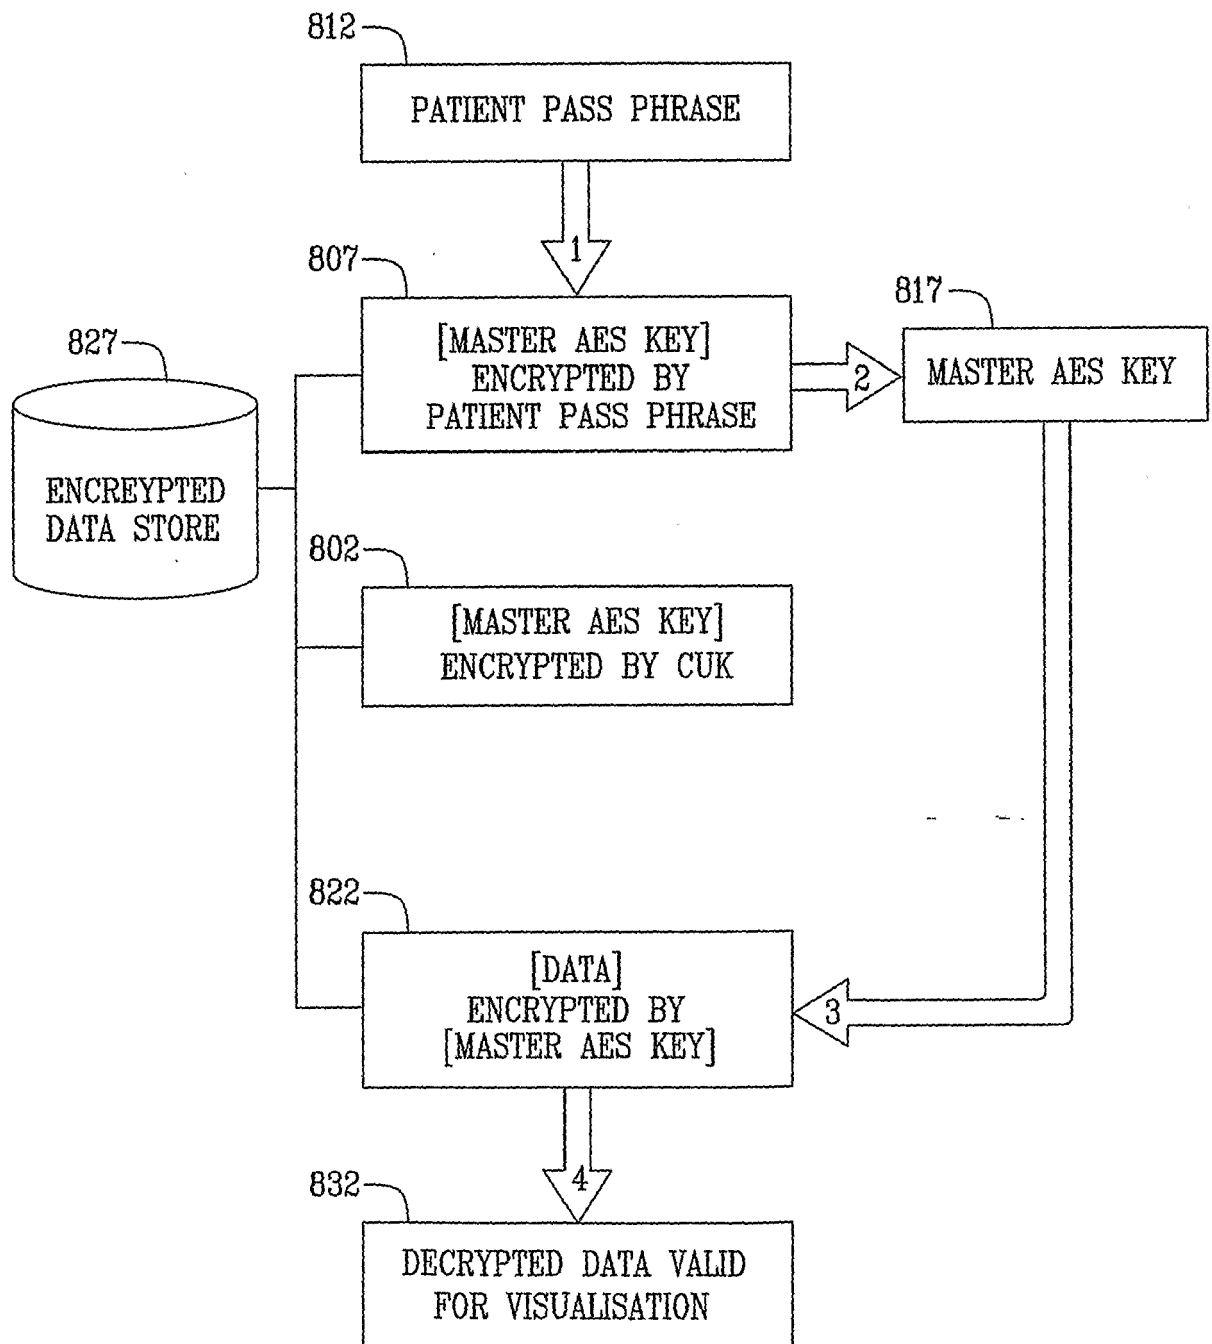 812
PATIENT PASS PHRASE
1
807
[MASTER AES KEY]
ENCRYPTED BY
PATIENT PASS PHRASE
2
817
MASTER AES KEY
827
ENCREYPTED
DATA STORE
802
[MASTER AES KEY]
ENCRYPTED BY CUK
822
[DATA]
ENCRYPTED BY
[MASTER AES KEY]
3
4
832
DECRYPTED DATA VALID
FOR VISUALISATION